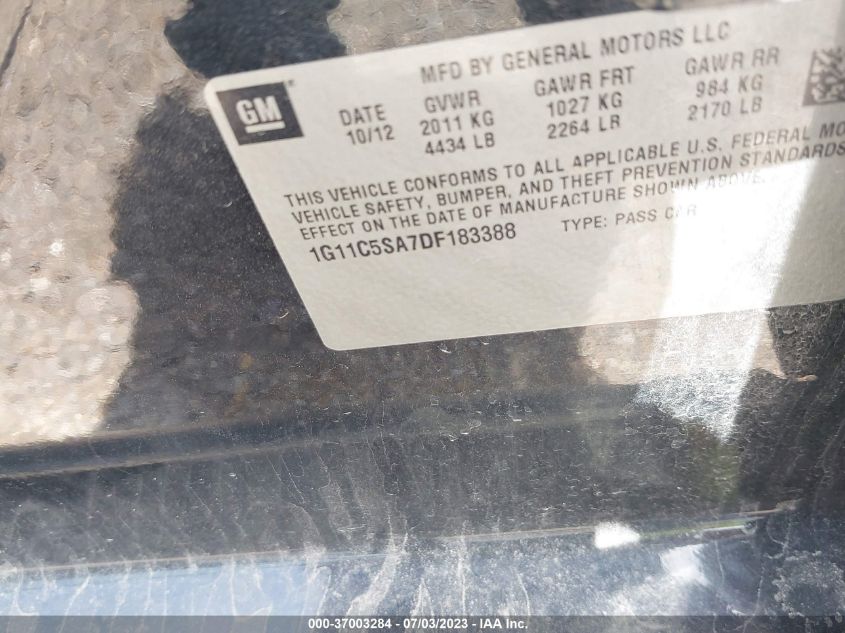 MFD BY GENERAL MOTORS LLC
GM
DATE GVWR GAWR FRT GAWR RR
10/12 2011 KG 1027 KG 984 KG
4434 LB 2264 LB 2170 LB
THIS VEHICLE CONFORMS TO ALL APPLICABLE U.S. FEDERAL MO
VEHICLE SAFETY, BUMPER, AND THEFT PREVENTION STANDARDS
EFFECT ON THE DATE OF MANUFACTURE SHOWN ABOVE.
1G11C5SA7DF183388 TYPE: PASS CAR
000-37003284 / 07/03/2023 - IAA Inc.